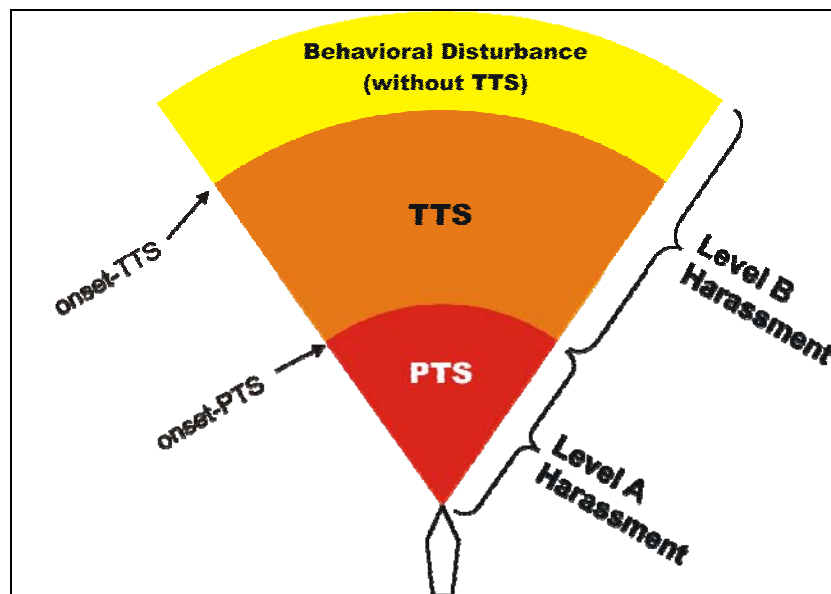 Behavioral Disturbance
(without TTS)
TTS
onset-TTS
Level B
Harassment
PTS
onset-PTS
Level A
Harassment